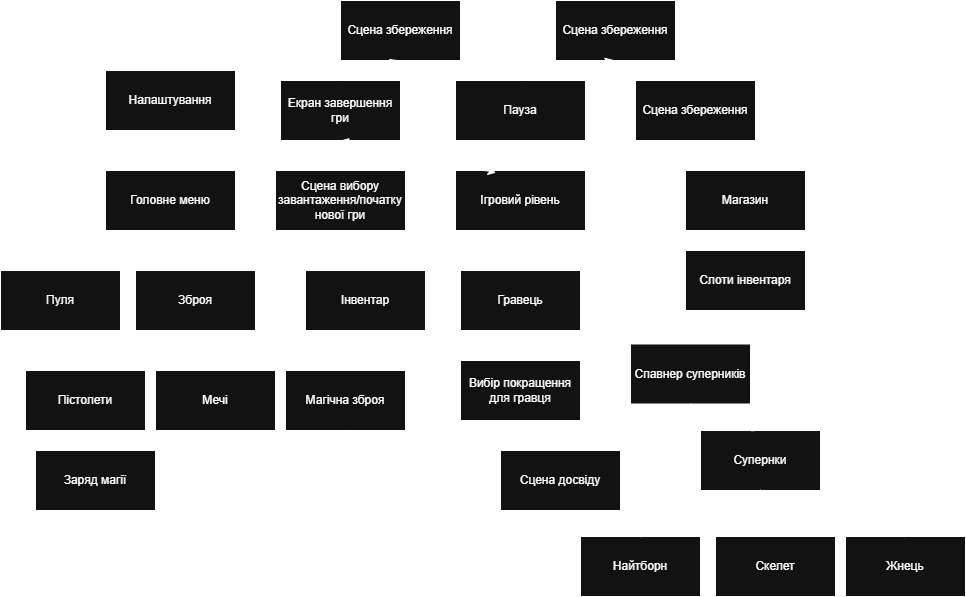 Сцена збереження
Сцена збереження
Налаштування
Екран завершення
гри
Пауза
Сцена збереження
Головне меню
Сцена вибору
завантаження/початку
нової гри
Ігровий рівень
Магазин
Слоти інвентаря
Пуля
Зброя
Інвентар
Гравець
Спавнер суперників
Пістолети
Мечі
Магічна зброя
Вибір покращення
для гравця
Супернки
Заряд магії
Сцена досвіду
Найтборн
Скелет
Жнець